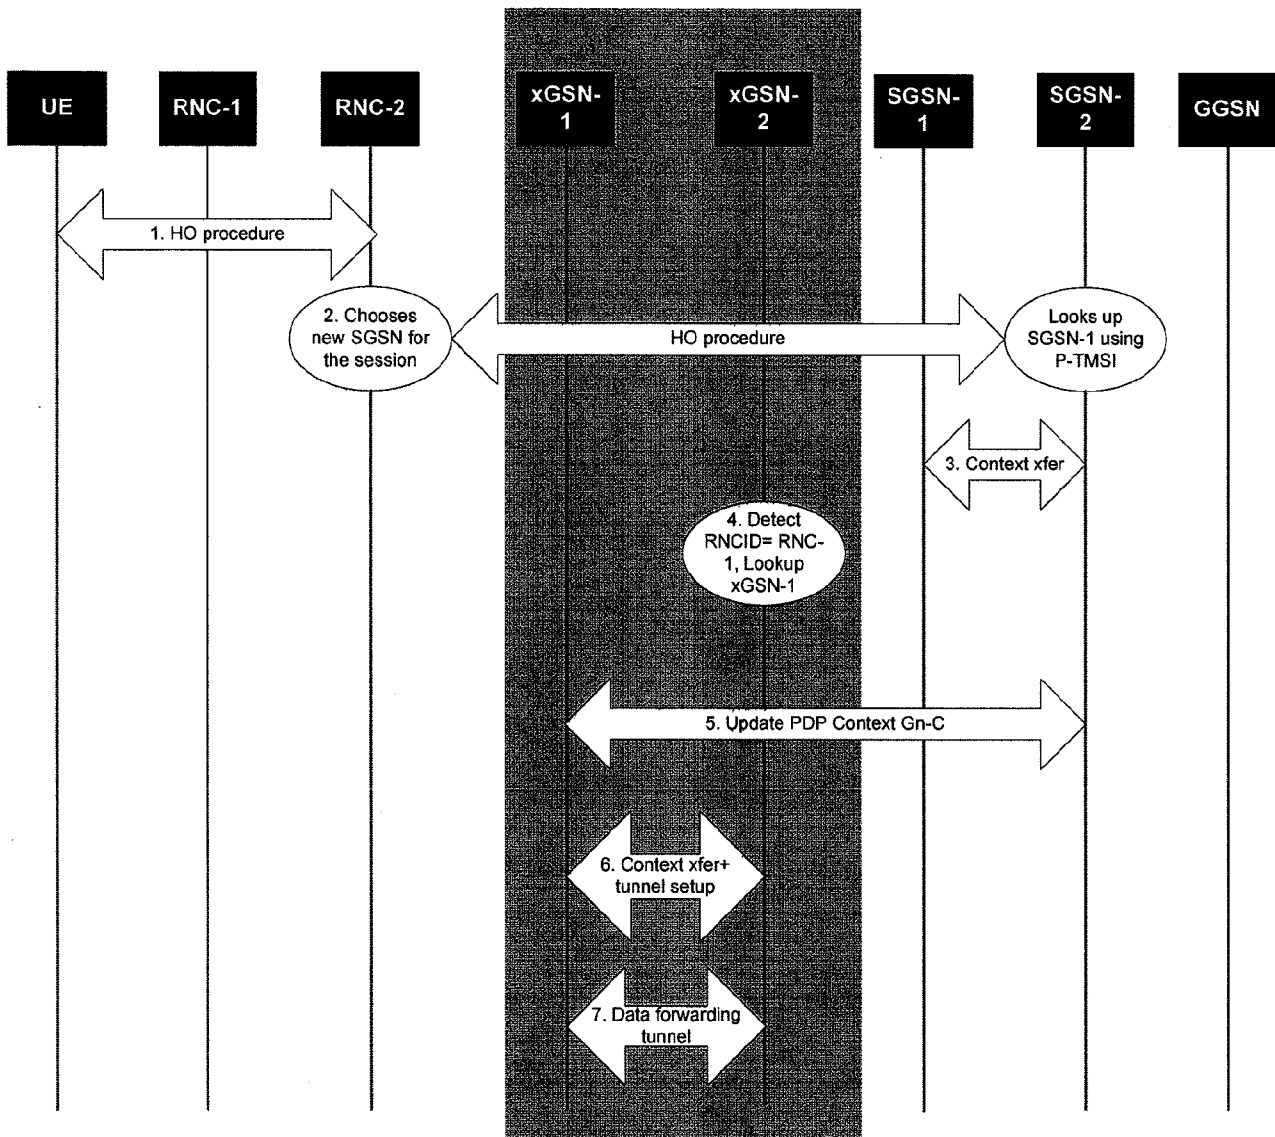 UE
RNC-1
RNC-2
xGSN-
1
xGSN-
2
SGSN-
1
SGSN-
2
GGSN
1. HO procedure
2. Chooses
new SGSN for
the session
HO procedure
Looks up
SGSN-1 using
P-TMSI
3. Context xfer
4. Detect
RNCID= RNC-
1, Lookup
xGSN-1
5. Update PDP Context Gn-C
6. Context xfer+
tunnel setup
7. Data forwarding
tunnel